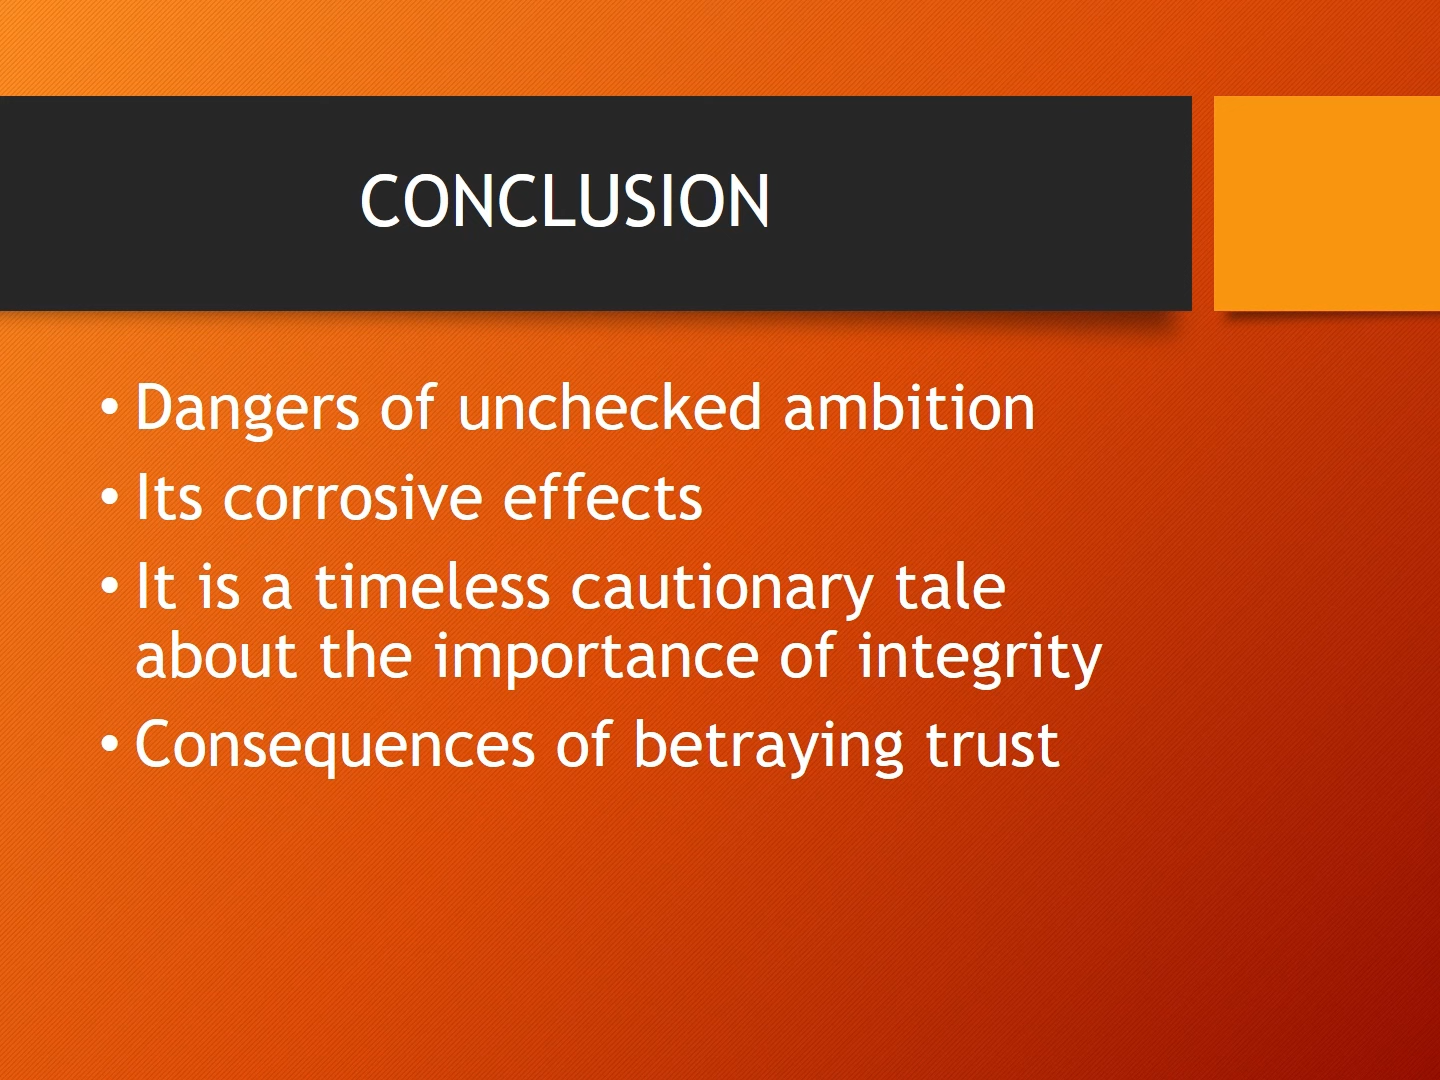 CONCLUSION
• Dangers of unchecked ambition
• Its corrosive effects
• It is a timeless cautionary tale
about the importance of integrity
• Consequences of betraying trust